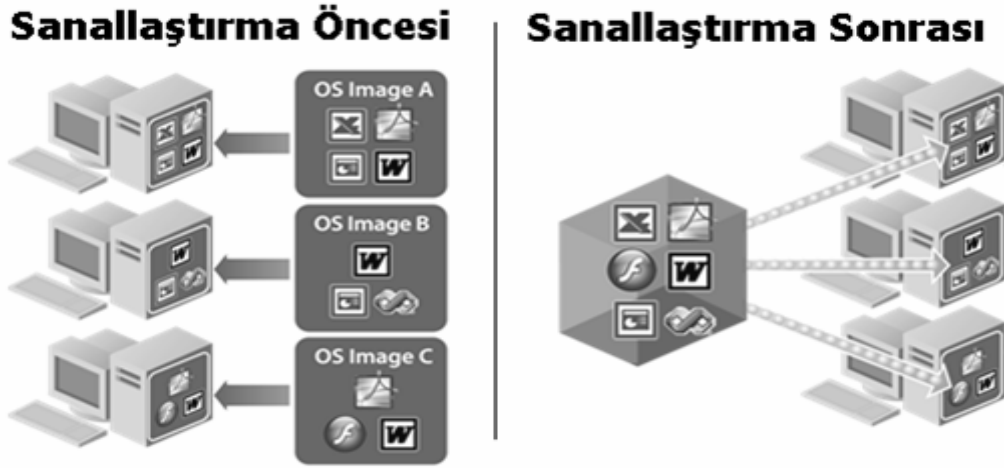 Sanallaştırma Öncesi
Sanallaştırma Sonrası
OS Image A
OS Image B
OS Image C